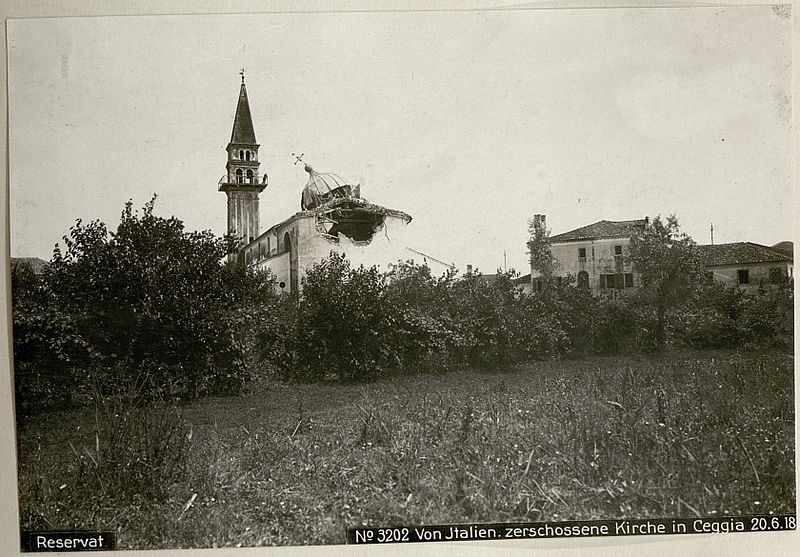 Reservat
No 3202 Von Jtalien. zerschossene Kirche in Ceggia 20.6.18